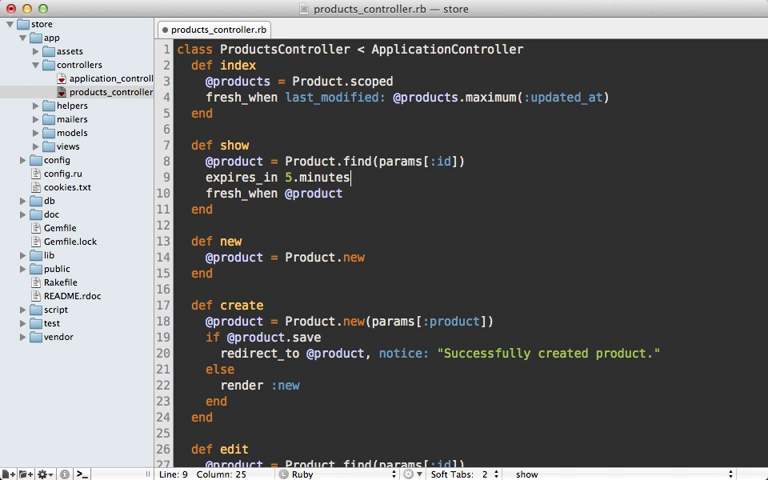 products_controller.rb — store
store
app
assets
controllers
application_controll
products_controller
helpers
mailers
models
views
config
config.ru
cookies.txt
db
doc
Gemfile
Gemfile.lock
lib
public
Rakefile
README.rdoc
script
test
vendor
products_controller.rb
1 class ProductsController < ApplicationController
2 def index
3 @products = Product.scoped
4 fresh_when last_modified: @products.maximum(:updated_at)
5 end
6
7 def show
8 @product = Product.find(params[:id])
9 expires_in 5.minutes
10 fresh_when @product
11 end
12
13 def new
14 @product = Product.new
15 end
16
17 def create
18 @product = Product.new(params[:product])
19 if @product.save
20 redirect_to @product, notice: "Successfully created product."
21 else
22 render :new
23 end
24 end
25
26 def edit
27 @product = Product.find(params[:id])
Line: 9 Column: 25 Ruby Soft Tabs: 2 show